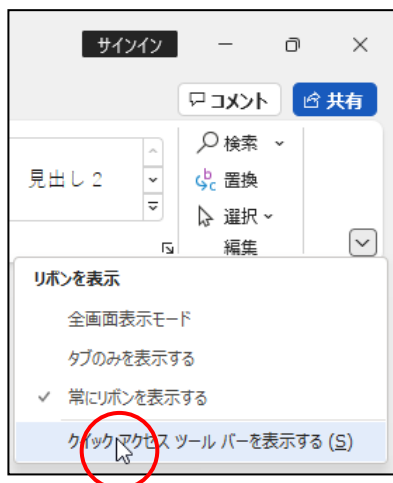 サインイン
コメント 共有
検索
見出し 2
置換
選択
編集
リボンを表示
全画面表示モード
タブのみを表示する
常にリボンを表示する
クイック アクセス ツール バーを表示する (S)